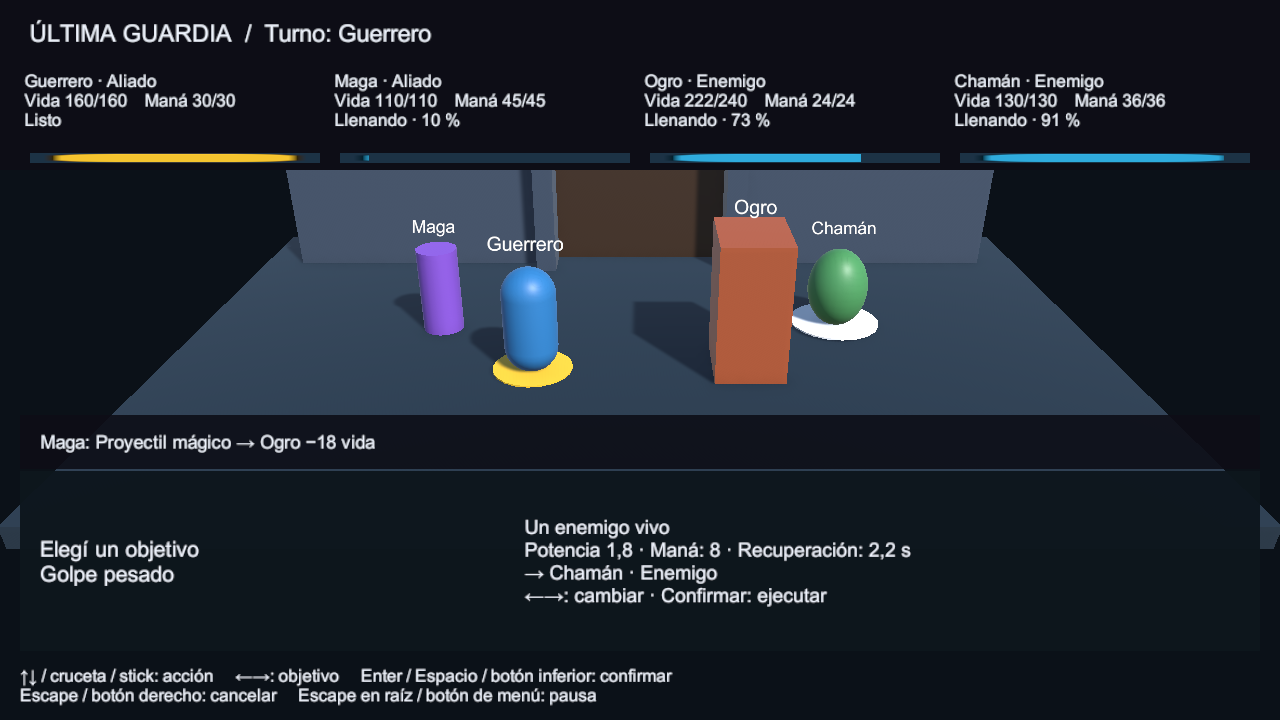 ÚLTIMA GUARDIA / Turno: Guerrero
Guerrero · Aliado
Vida 160/160 Maná 30/30
Listo
Maga · Aliado
Vida 110/110 Maná 45/45
Llenando · 10 %
Ogro · Enemigo
Vida 222/240 Maná 24/24
Llenando · 73 %
Chamán · Enemigo
Vida 130/130 Maná 36/36
Llenando · 91 %
Ogro
Maga
Chamán
Guerrero
Maga: Proyectil mágico → Ogro −18 vida
Elegí un objetivo
Golpe pesado
Un enemigo vivo
Potencia 1,8 · Maná: 8 · Recuperación: 2,2 s
→ Chamán · Enemigo
←→: cambiar · Confirmar: ejecutar
↑↓ / cruceta / stick: acción ←→: objetivo Enter / Espacio / botón inferior: confirmar
Escape / botón derecho: cancelar Escape en raíz / botón de menú: pausa